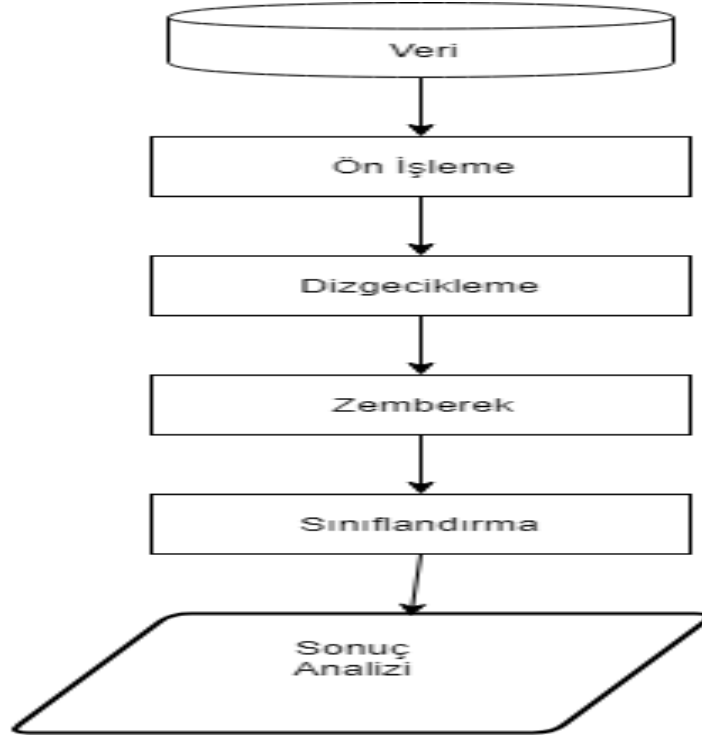 Veri
Ön İşleme
Dizgecikleme
Zemberek
Sınıflandırma
Sonuç
Analizi